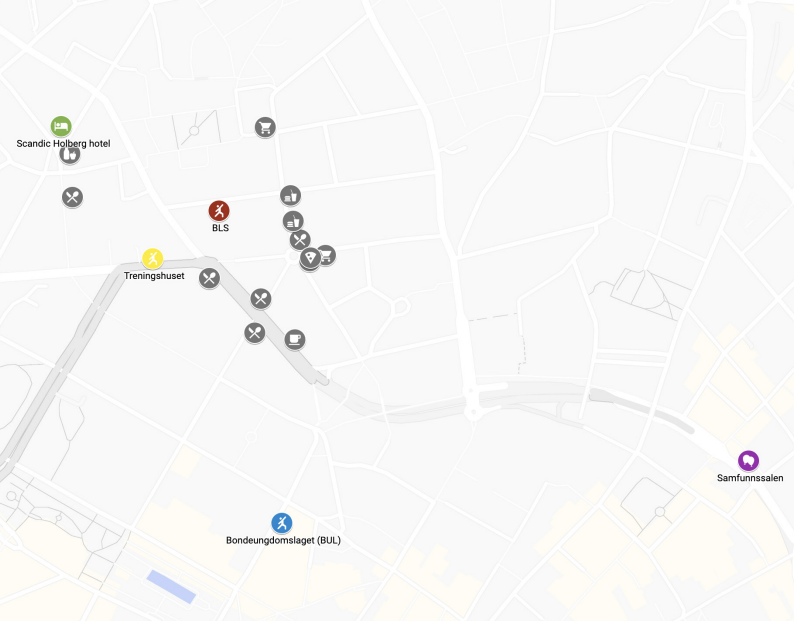 Scandic Holberg hotel
BLS
Treningshuset
Samfunnssalen
Bondeungdomslaget (BUL)